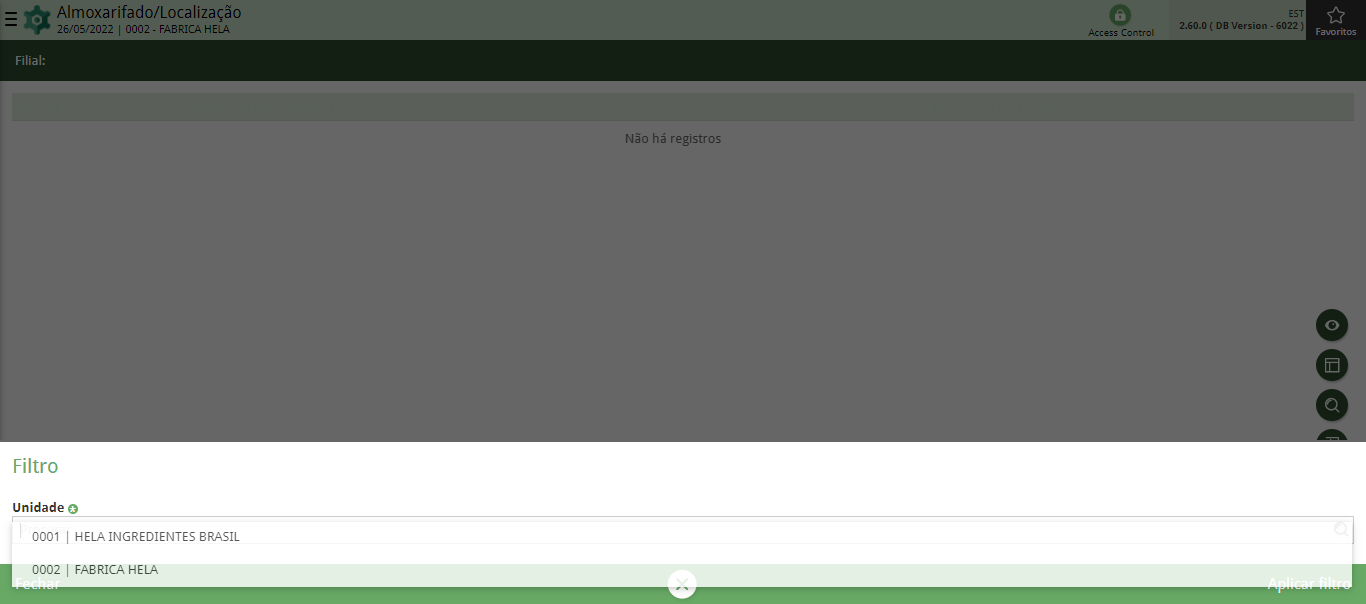 Almoxarifado/Localização
26/05/2022 | 0002 - FABRICA HELA
Access Control
EST
2.60.0 ( DB Version - 6022 )
Favoritos
Filial:
Não há registros
Filtro
Unidade
0001 | HELA INGREDIENTES BRASIL
0002 | FABRICA HELA
Fechar
Aplicar filtro